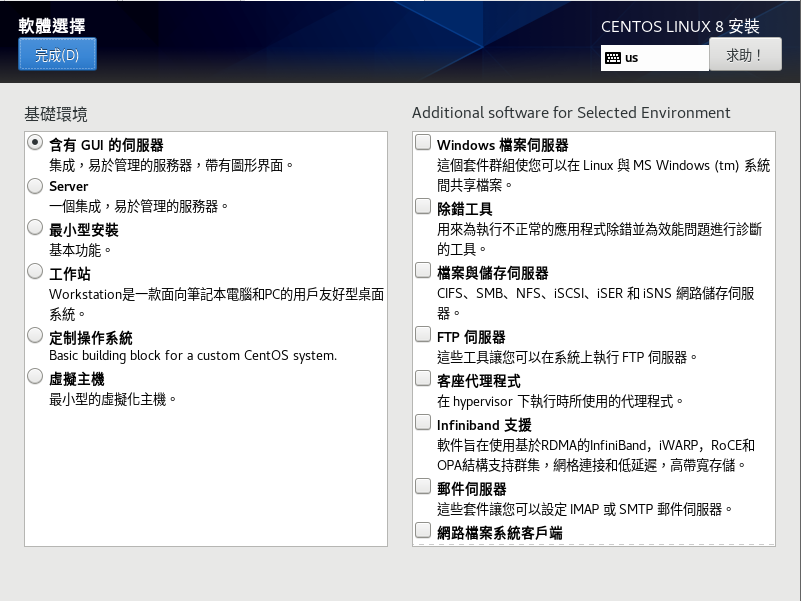 軟體選擇
完成(D)
CENTOS LINUX 8 安裝
us
求助！
基礎環境
含有 GUI 的伺服器
集成，易於管理的服務器，帶有圖形界面。
Server
一個集成，易於管理的服務器。
最小型安裝
基本功能。
工作站
Workstation是一款面向筆記本電腦和PC的用戶友好型桌面
系統。
定制操作系統
Basic building block for a custom CentOS system.
虛擬主機
最小型的虛擬化主機。
Additional software for Selected Environment
Windows 檔案伺服器
這個套件群組使您可以在 Linux 與 MS Windows (tm) 系統
間共享檔案。
除錯工具
用來為執行不正常的應用程式除錯並為效能問題進行診斷
的工具。
檔案與儲存伺服器
CIFS、SMB、NFS、iSCSI、iSER 和 iSNS 網路儲存伺服
器。
FTP 伺服器
這些工具讓您可以在系統上執行 FTP 伺服器。
客座代理程式
在 hypervisor 下執行時所使用的代理程式。
Infiniband 支援
軟件旨在使用基於RDMA的InfiniBand，iWARP，RoCE和
OPA結構支持群集，網格連接和低延遲，高帶寬存儲。
郵件伺服器
這些套件讓您可以設定 IMAP 或 SMTP 郵件伺服器。
網路檔案系統客戶端